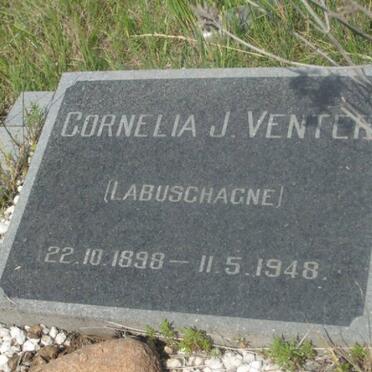 CORNELIA J. VENTER
(LABUSCHAGNE)
22.10.1898 — 11.5.1948.